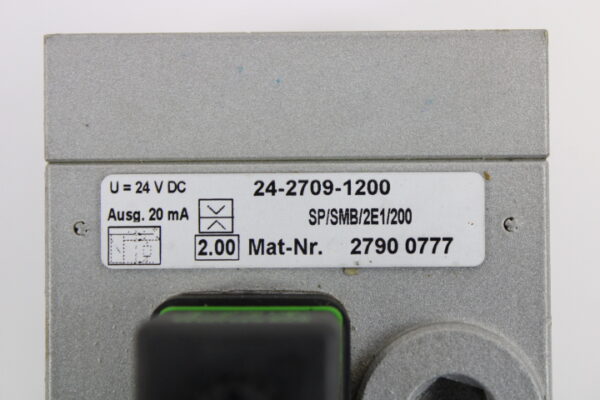 U = 24 V DC
24-2709-1200
Ausg. 20 mA
SP/SMB/2E1/200
2.00
Mat-Nr. 2790 0777